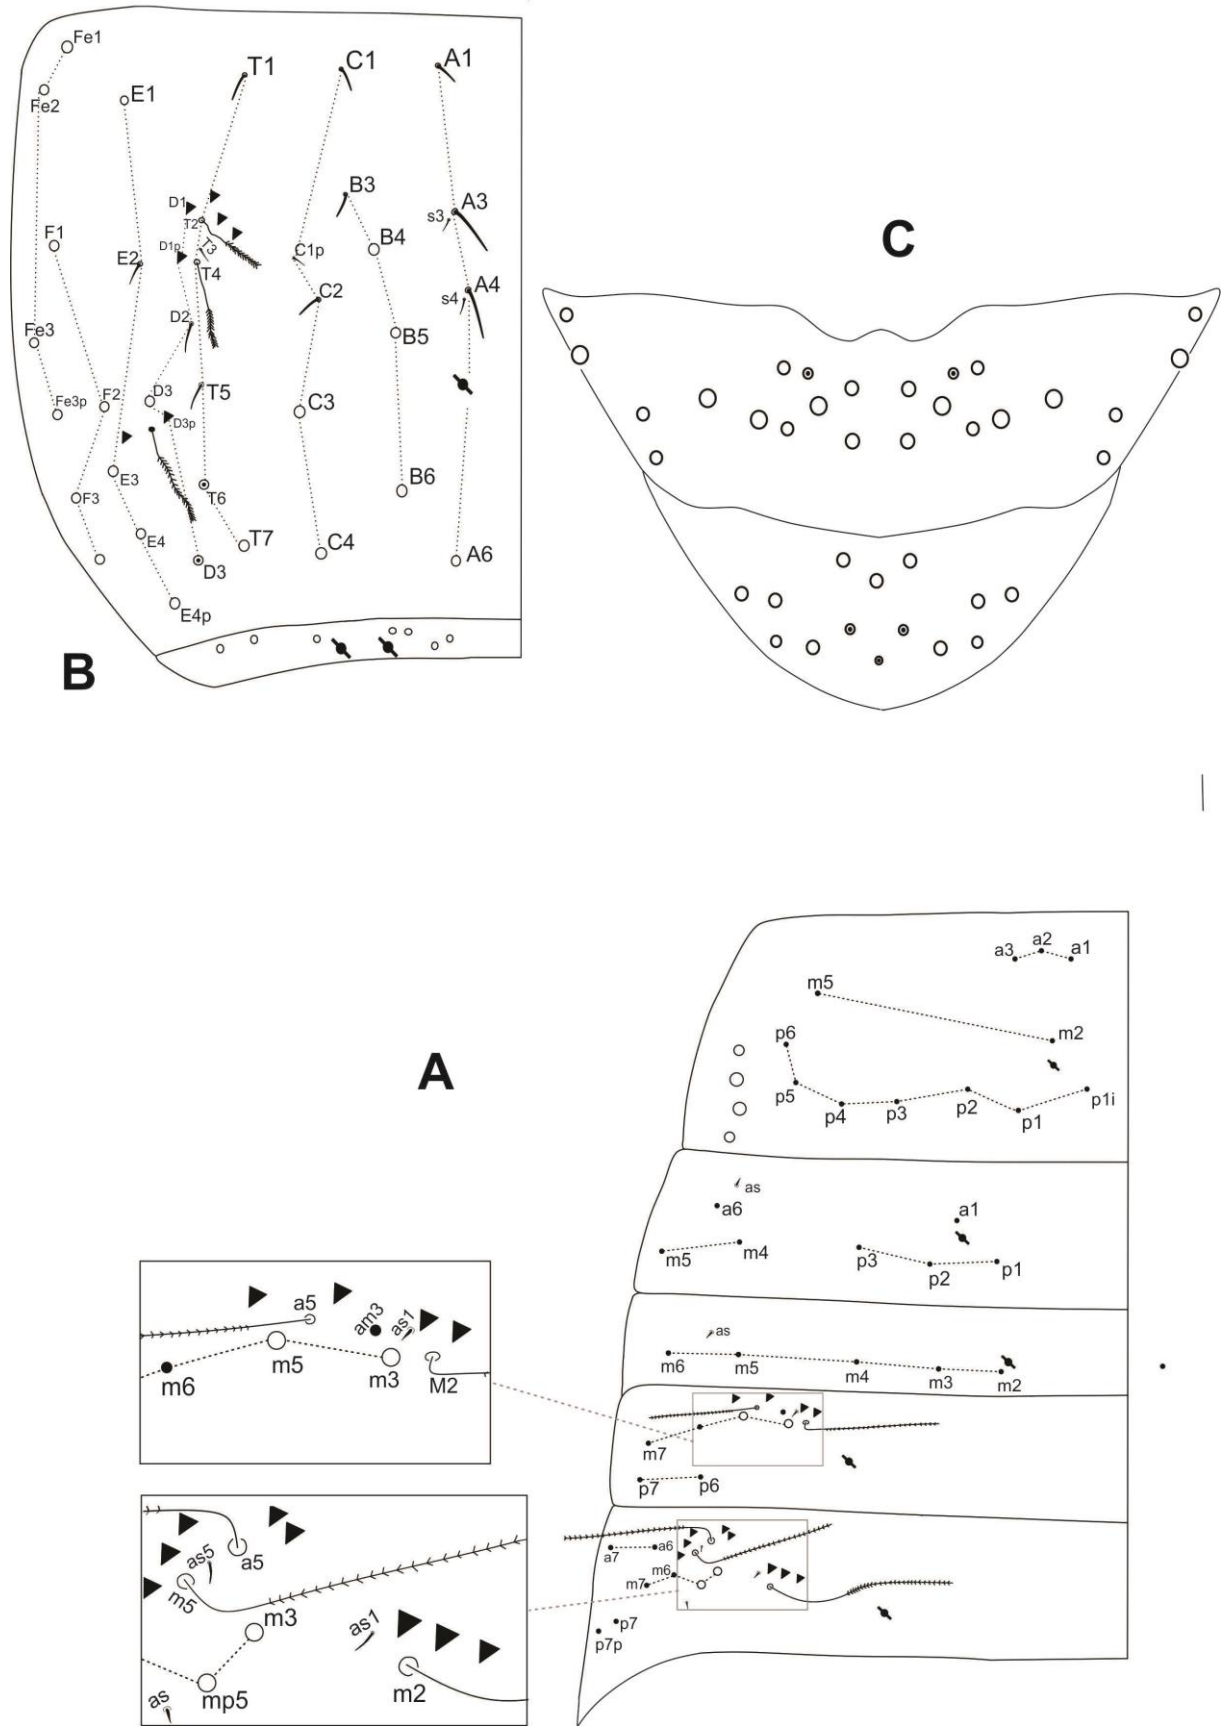 Fe1
T1 C1 A1
Fe2 E1
B3
D1 A3
T2 s3
F1 T3 B4
D1p C1p
E2 T4 A4
C2 s4
D2
Fe3 B5
D3 T5
Fe3p F2 C3
D3p
E3 B6
F3 T6
E4 T7 C4 A6
D3
E4p
B
C
a3 a2 a1
m5
p6 m2
A
p5 p4 p3 p2 p1 p1i
as
a6 a1
m5 m4 p3 p2 p1
as
m6 m5 m4 m3 m2
a5 am3 as1
m5 m3 M2
m6
m7
p7 p6
a5
as5
m5
m3 as1
mp5 m2
as
a7 a6
m7 m6
p7
p7p